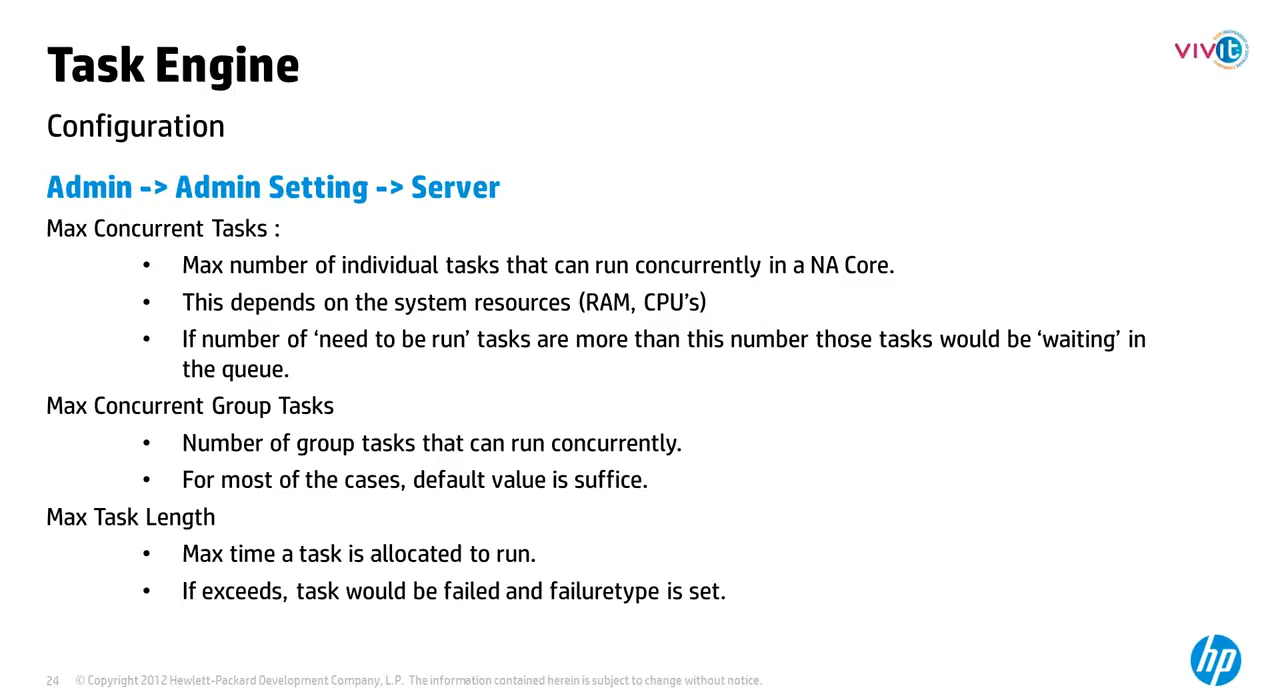 Task Engine
vivit
Configuration
Admin -> Admin Setting -> Server
Max Concurrent Tasks :
• Max number of individual tasks that can run concurrently in a NA Core.
• This depends on the system resources (RAM, CPU’s)
• If number of ‘need to be run’ tasks are more than this number those tasks would be ‘waiting’ in
the queue.
Max Concurrent Group Tasks
• Number of group tasks that can run concurrently.
• For most of the cases, default value is suffice.
Max Task Length
• Max time a task is allocated to run.
• If exceeds, task would be failed and failuretype is set.
hp
24 © Copyright 2012 Hewlett-Packard Development Company, L.P. The information contained herein is subject to change without notice.